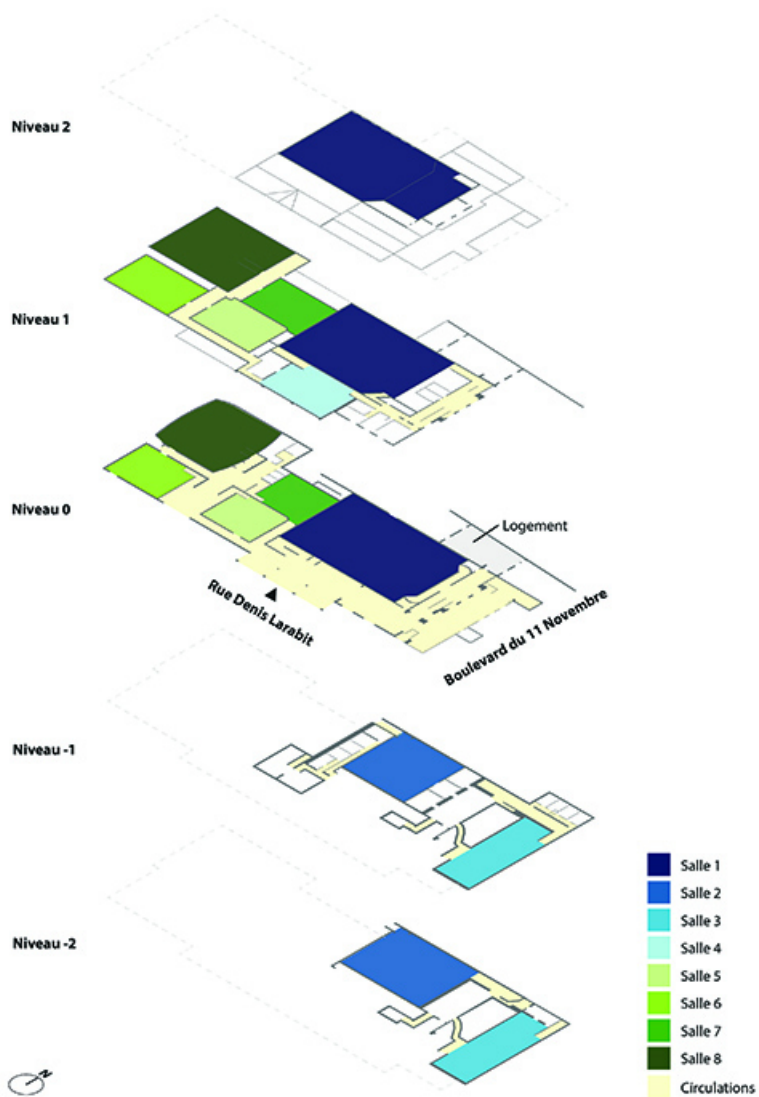 Niveau 2
Niveau 1
Niveau 0
Logement
Rue Denis Larabit
Boulevard du 11 Novembre
Niveau -1
Niveau -2
Salle 1
Salle 2
Salle 3
Salle 4
Salle 5
Salle 6
Salle 7
Salle 8
Circulations
N